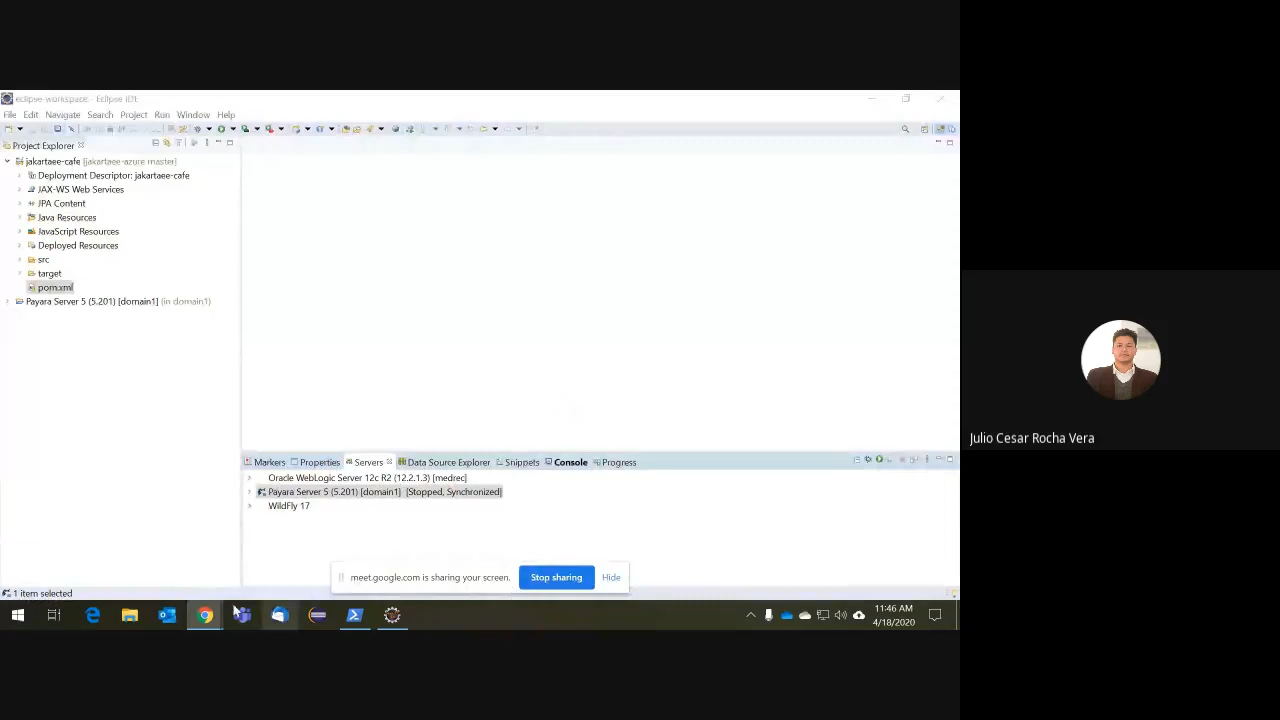 eclipse-workspace - Eclipse IDE
File Edit Navigate Search Project Run Window Help
Project Explorer
jakartaee-cafe [jakartaee-azure master]
Deployment Descriptor: jakartaee-cafe
JAX-WS Web Services
JPA Content
Java Resources
JavaScript Resources
Deployed Resources
src
target
pom.xml
Payara Server 5 (5.201) [domain1] (in domain1)
Markers Properties Servers Data Source Explorer Snippets Console Progress
Oracle WebLogic Server 12c R2 (12.2.1.3) [medrec]
Payara Server 5 (5.201) [domain1] [Stopped, Synchronized]
WildFly 17
meet.google.com is sharing your screen. Stop sharing Hide
1 item selected
11:46 AM
4/18/2020
Julio Cesar Rocha Vera